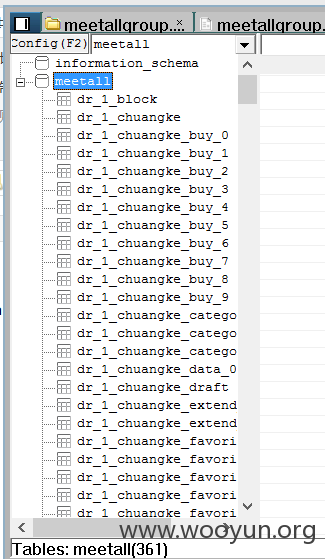 meetallgroup.... meetallgroup.
Config(F2) meetall
information_schema
meetall
dr_1_block
dr_1_chuangke
dr_1_chuangke_buy_0
dr_1_chuangke_buy_1
dr_1_chuangke_buy_2
dr_1_chuangke_buy_3
dr_1_chuangke_buy_4
dr_1_chuangke_buy_5
dr_1_chuangke_buy_6
dr_1_chuangke_buy_7
dr_1_chuangke_buy_8
dr_1_chuangke_buy_9
dr_1_chuangke_catego
dr_1_chuangke_catego
dr_1_chuangke_catego
dr_1_chuangke_data_0
dr_1_chuangke_draft
dr_1_chuangke_extend
dr_1_chuangke_extend
dr_1_chuangke_favori
dr_1_chuangke_favori
dr_1_chuangke_favori
dr_1_chuangke_favori
dr_1_chuangke_favori
www.wooyun.org
Tables: meetall(361)